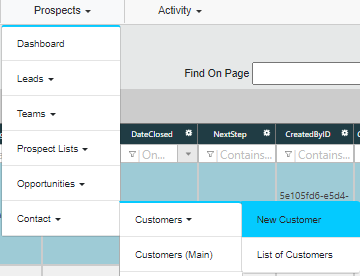 Prospects
Activity
Dashboard
Leads
Find On Page
Teams
DateClosed
NextStep
CreatedByID
Prospect Lists
On...
Contains...
Contains...
Opportunities
5e105fd6-e5d4-
Contact
Customers
New Customer
Customers (Main)
List of Customers